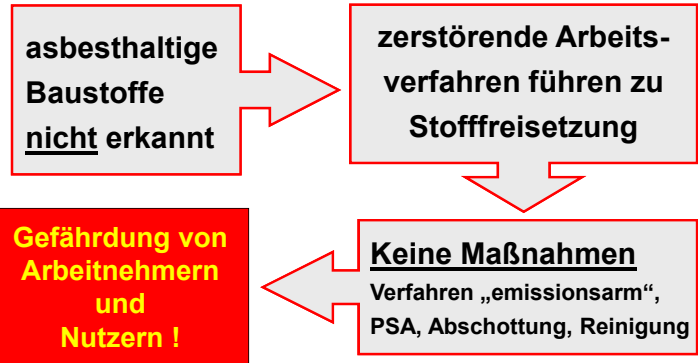 asbesthaltige
Baustoffe
nicht erkannt
zerstörende Arbeits-
verfahren führen zu
Stofffreisetzung
Keine Maßnahmen
Verfahren „emissionsarm“,
PSA, Abschottung, Reinigung
Gefährdung von
Arbeitnehmern
und
Nutzern !